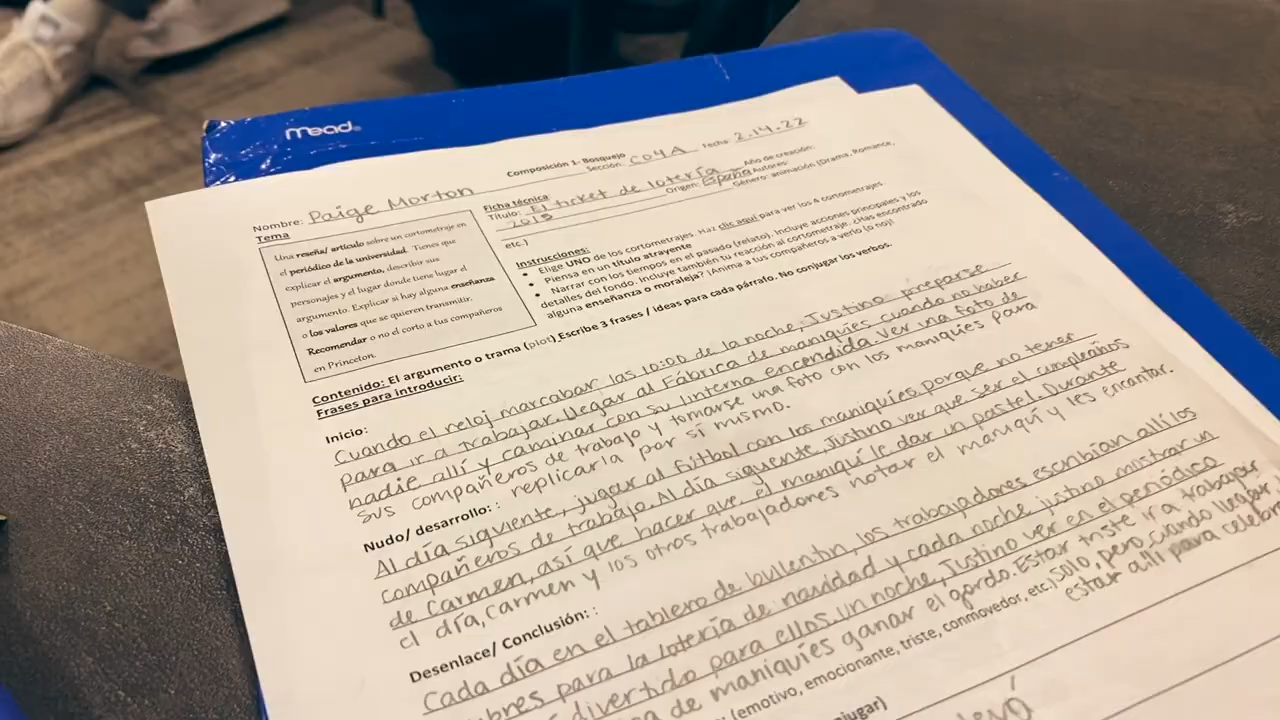 Mead
Composición 1- Bosquejo
Sección: C04A Fecha: 2.14.22
Nombre: Paige Morton
Ficha técnica
Título: El ticket de lotería Año de creación:
2015 Origen: España Autores:
Género: animación (Drama, Romance,
etc.)
Tema
Una reseña/ artículo sobre un cortometraje en
el periódico de la universidad. Tienes que
explicar el argumento, describir sus
personajes y el lugar donde tiene lugar el
argumento. Explicar si hay alguna enseñanza
o los valores que se quieren transmitir,
Recomendar o no el corto a tus compañeros
en Princeton.
Instrucciones:
• Elige UNO de los cortometrajes. Haz clic aquí para ver los 4 cortometrajes
• Piensa en un título atrayente
• Narrar con los tiempos en el pasado (relato). Incluye acciones principales y los
detalles del fondo. Incluye también tu reacción al cortometraje. ¿Has encontrado
alguna enseñanza o moraleja? ¡Anima a tus compañeros a verlo (o no)!
Contenido: El argumento o trama (plot) Escribe 3 frases / ideas para cada párrafo. No conjugar los verbos.
Frases para introducir:
Inicio:
Cuando el reloj marcabar las 10:00 de la noche, Justino preparse
para ir a trabajar. Llegar al Fábrica de maniquíes cuando no haber
nadie allí y caminar con su linterna encendida. Ver una foto de
sus compañeros de trabajo y tomarse una foto con los maniquíes para
replicarla por sí mismo.
Nudo/ desarrollo: :
Al día siguiente, jugar al fútbol con los maniquíes porque no tener
compañeros de trabajo. Al día siguente, Justino ver que ser el cumpleaños
de Carmen, así que hacer que el maniquí le dar un pastel. Durante
el día, Carmen y los otros trabajadores notar el maniquí y les encantar.
Desenlace/ Conclusión: :
Cada día en el tablero de bullentin, los trabajadores escribían allí los
bres para la lotería de navidad y cada noche justino mostrar un
divertido para ellos. Un noche, Justino ver en el periódico
de maniquíes ganar el gordo. Estar triste ir a trabajar
solo, pero cuando llegar,
estar allí para celebr
(emotivo, emocionante, triste, conmovedor, etc)